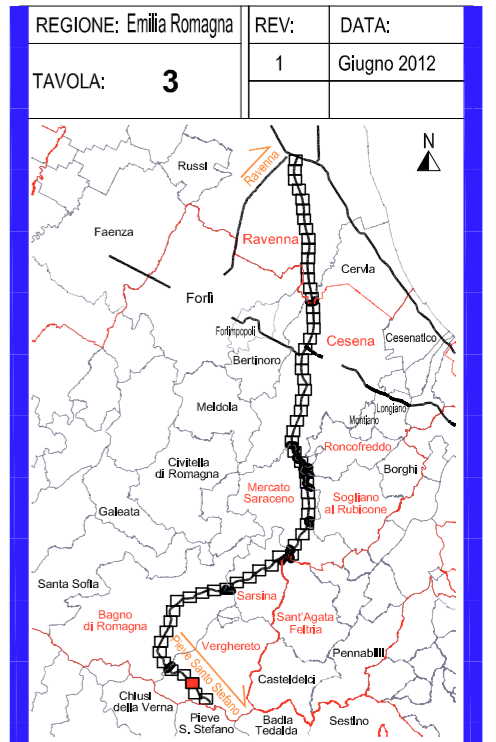 REGIONE: Emilia Romagna
REV:
DATA:
TAVOLA: 3
1
Giugno 2012
N
Russi
Ravenna
Faenza
Ravenna
Cervia
Forlì
Forlimpopoli
Cesena
Cesenatico
Bertinoro
Meldola
Longiano
Montiano
Roncofreddo
Civitella
di Romagna
Borghi
Mercato
Saraceno
Sogliano
al Rubicone
Galeata
Santa Sofia
Sarsina
Bagno
di Romagna
Sant'Agata
Feltria
Verghereto
Pieve Santo Stefano
Pennabilli
Casteldelci
Chiusi
della Verna
Pieve
S. Stefano
Badia
Tedalda
Sestino